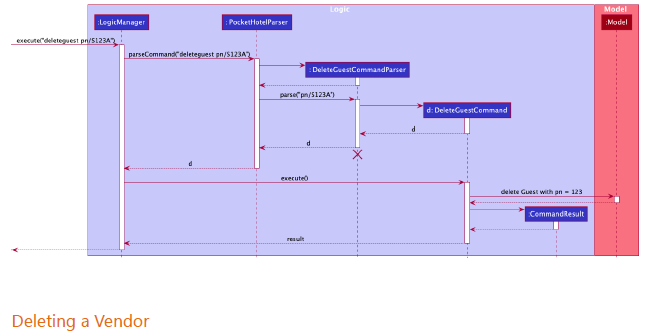 Logic
Model
:LogicManager
: PocketHotelParser
:Model
execute("deleteguest pn/S123A")
parseCommand("deleteguest pn/S123A")
: DeleteGuestCommandParser
parse("pn/S123A")
d: DeleteGuestCommand
d
d
d
execute()
delete Guest with pn = 123
:CommandResult
result
Deleting a Vendor